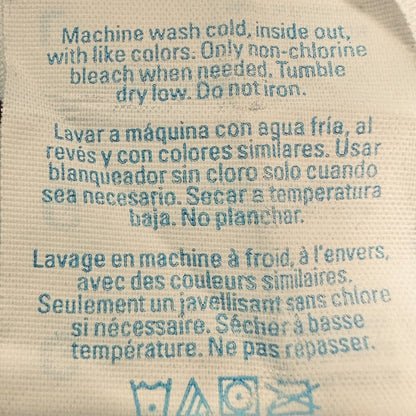 Machine wash cold, inside out,
with like colors. Only non-chlorine
bleach when needed. Tumble
dry low. Do not iron.
Lavar a máquina con agua fría, al
revés y con colores similares. Usar
blanqueador sin cloro solo cuando
sea necesario. Secar a temperatura
baja. No planchar.
Lavage en machine à froid, à l'envers,
avec des couleurs similaires.
Seulement un javellisant sans chlore
si nécessaire. Sécher à basse
température. Ne pas repasser.